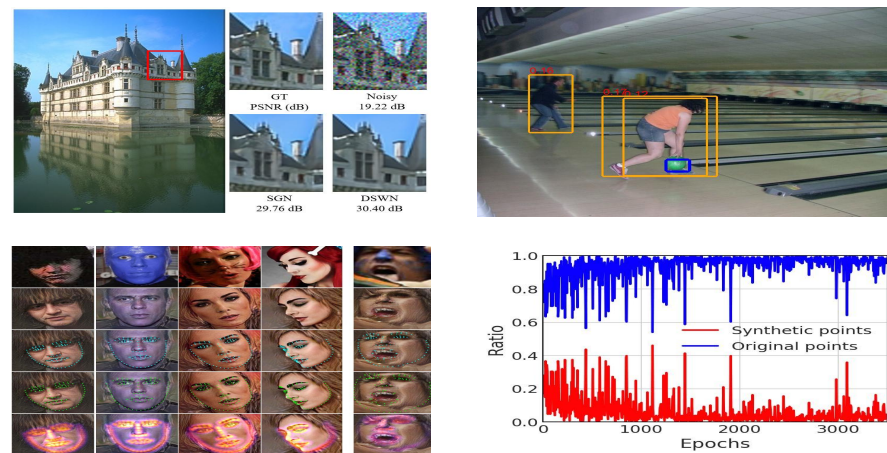 GT
PSNR (dB)
Noisy
19.22 dB
SGN
29.76 dB
DSWN
30.40 dB
1.0
0.8
0.6
0.4
0.2
0.0
Ratio
Synthetic points
Original points
0
1000
2000
3000
Epochs